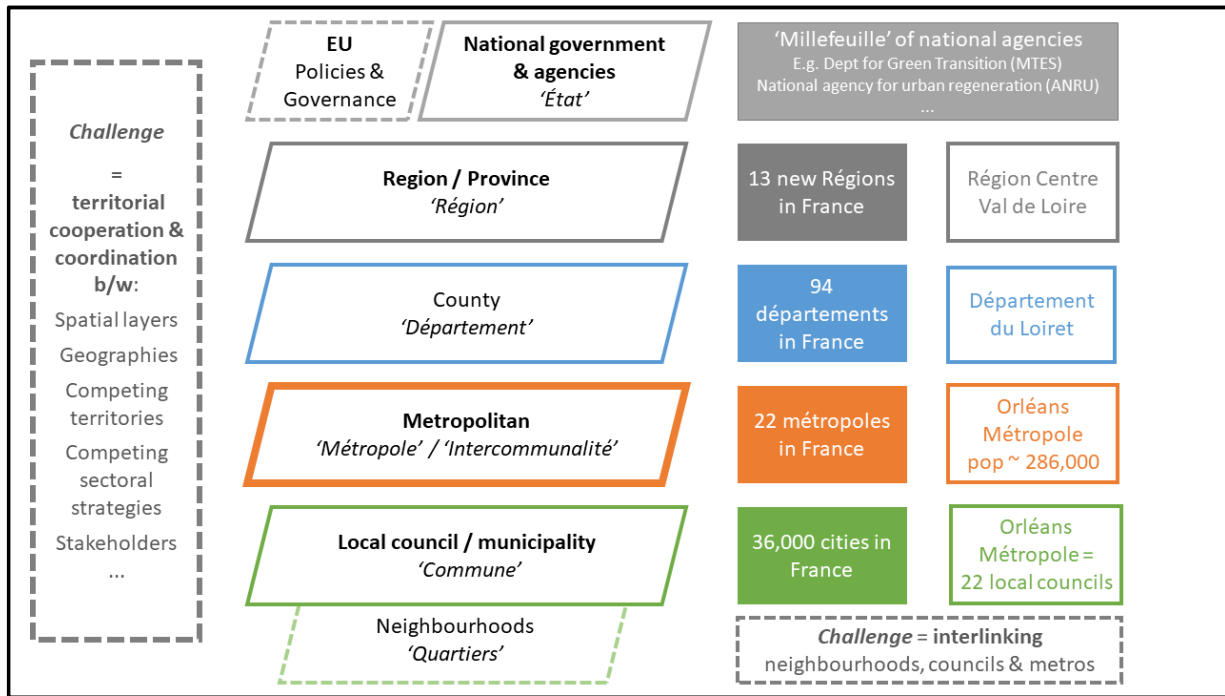 Challenge
=
territorial
cooperation &
coordination
b/w:
Spatial layers
Geographies
Competing
territories
Competing
sectoral
strategies
Stakeholders
...
EU
Policies &
Governance
National government
& agencies
‘État’
‘Millefeuille’ of national agencies
E.g. Dept for Green Transition (MTES)
National agency for urban regeneration (ANRU)
...
Region / Province
‘Région’
13 new Régions
in France
Région Centre
Val de Loire
County
‘Département’
94
départements
in France
Département
du Loiret
Metropolitan
‘Métropole’ / ‘Intercommunalité’
22 métropoles
in France
Orléans
Métropole
pop ~ 286,000
Local council / municipality
‘Commune’
36,000 cities in
France
Orléans
Métropole =
22 local councils
Neighbourhoods
‘Quartiers’
Challenge = interlinking
neighbourhoods, councils & metros